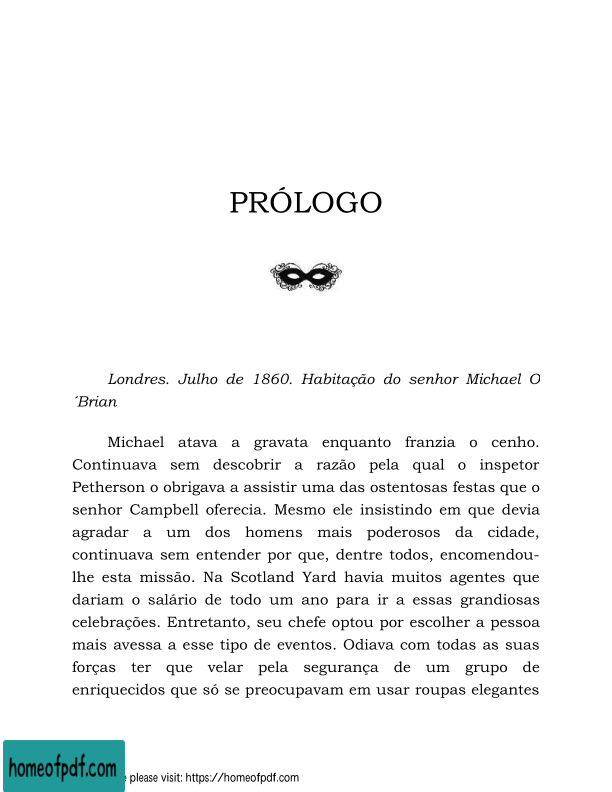 PRÓLOGO
Londres. Julho de 1860. Habitação do senhor Michael O
´Brian
Michael atava a gravata enquanto franzia o cenho.
Continuava sem descobrir a razão pela qual o inspetor
Petherson o obrigava a assistir uma das ostentosas festas que o
senhor Campbell oferecia. Mesmo ele insistindo em que devia
agradar a um dos homens mais poderosos da cidade,
continuava sem entender por que, dentre todos, encomendou-
lhe esta missão. Na Scotland Yard havia muitos agentes que
dariam o salário de todo um ano para ir a essas grandiosas
celebrações. Entretanto, seu chefe optou por escolher a pessoa
mais avessa a esse tipo de eventos. Odiava com todas as suas
forças ter que velar pela segurança de um grupo de
enriquecidos que só se preocupavam em usar roupas elegantes
homeofpdf.com
please visit: https://homeofpdf.com